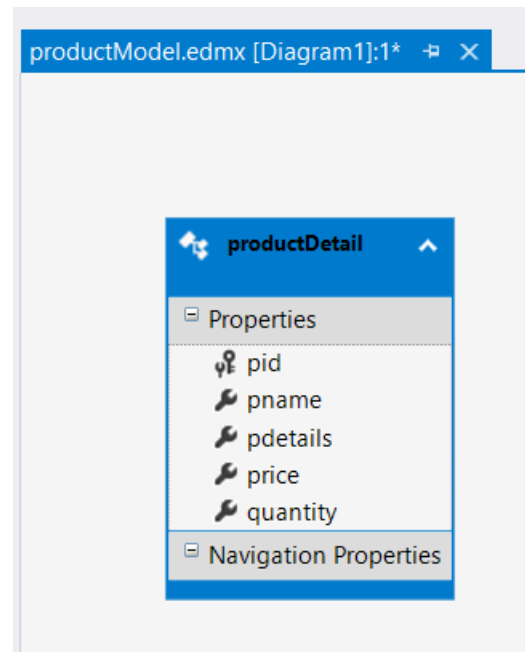 productModel.edmx [Diagram1]:1*
productDetail
Properties
pid
pname
pdetails
price
quantity
Navigation Properties